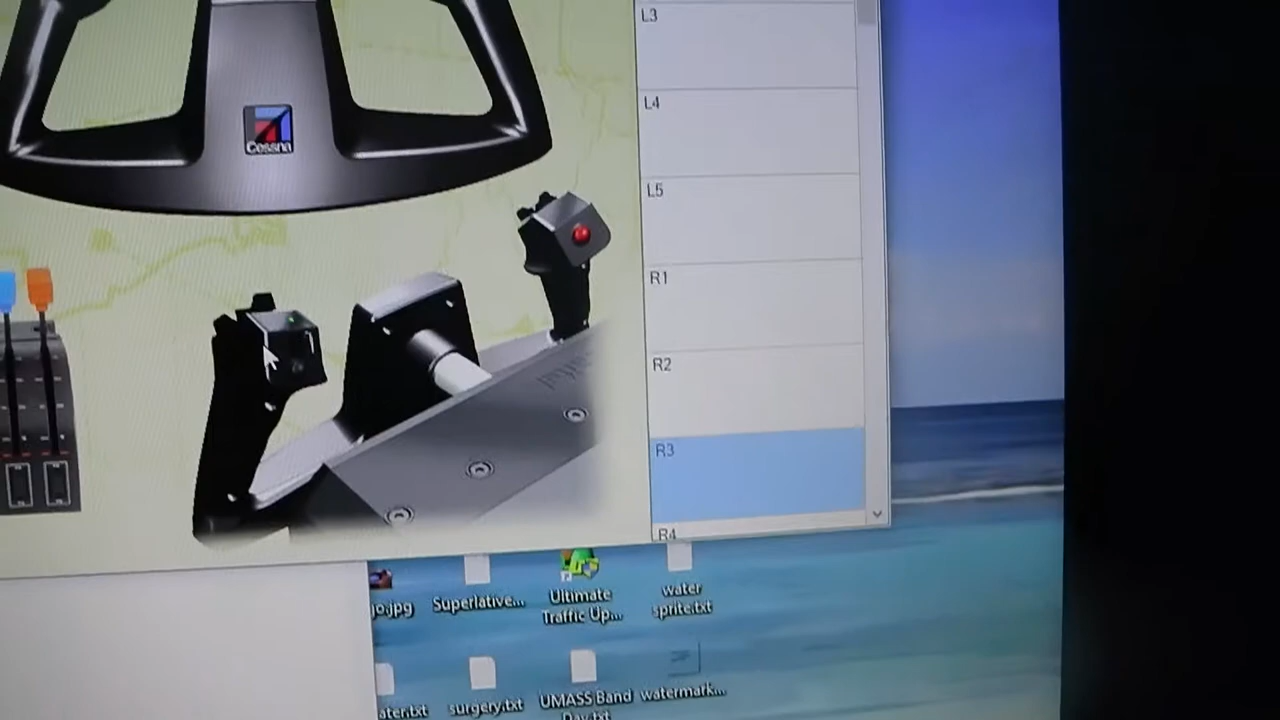 L3
L4
L5
R1
R2
R3
R4
Cessna
jo.jpg
Superlative...
Ultimate
Traffic Up...
water
sprite.txt
ater.txt
surgery.txt
UMASS Band
Day.txt
watermark...